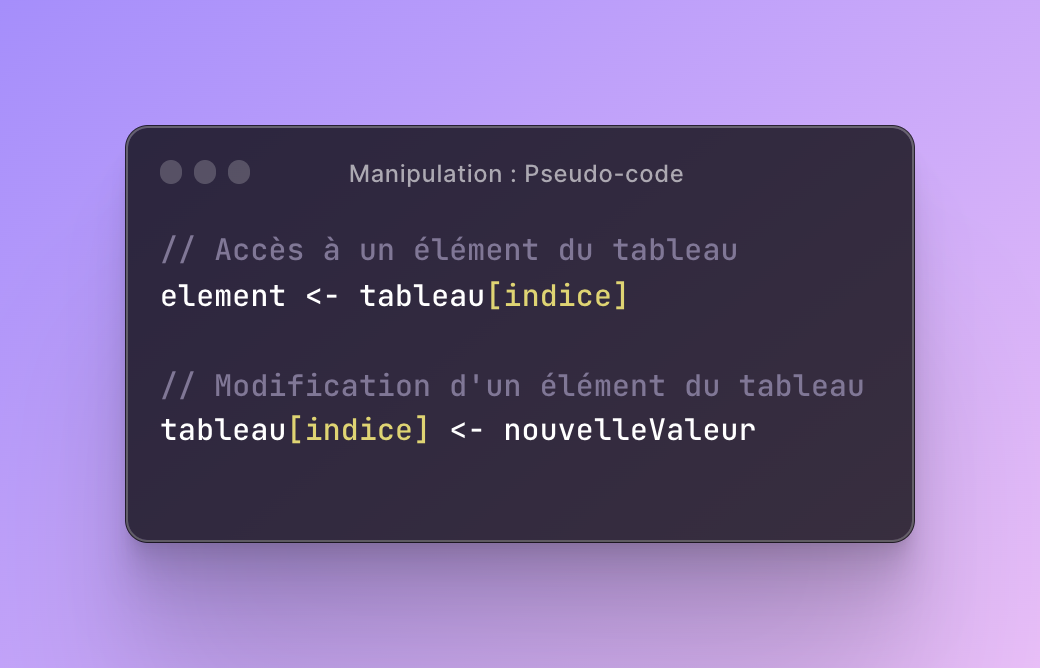 Manipulation : Pseudo-code
// Accès à un élément du tableau
element <- tableau[indice]
// Modification d'un élément du tableau
tableau[indice] <- nouvelleValeur